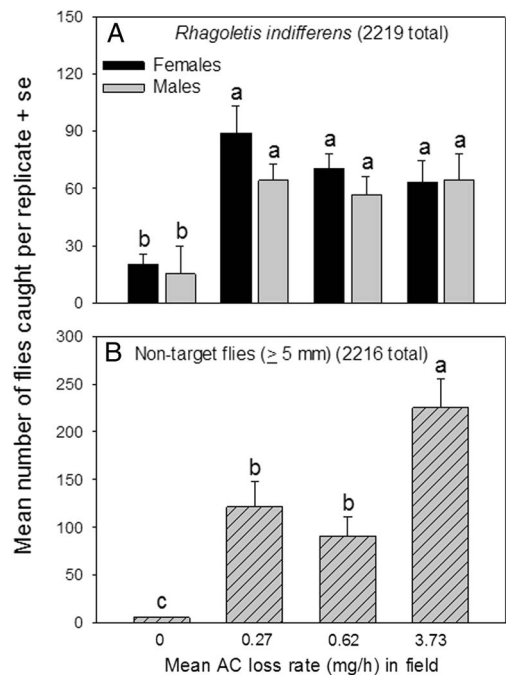 Mean number of flies caught per replicate + se
A
Rhagoletis indifferens (2219 total)
Females
Males
150
120
90
60
30
0
b b
a a
a a
a a
B
Non-target flies (≥ 5 mm) (2216 total)
300
250
200
150
100
50
0
c
b
b
a
0 0.27 0.62 3.73
Mean AC loss rate (mg/h) in field